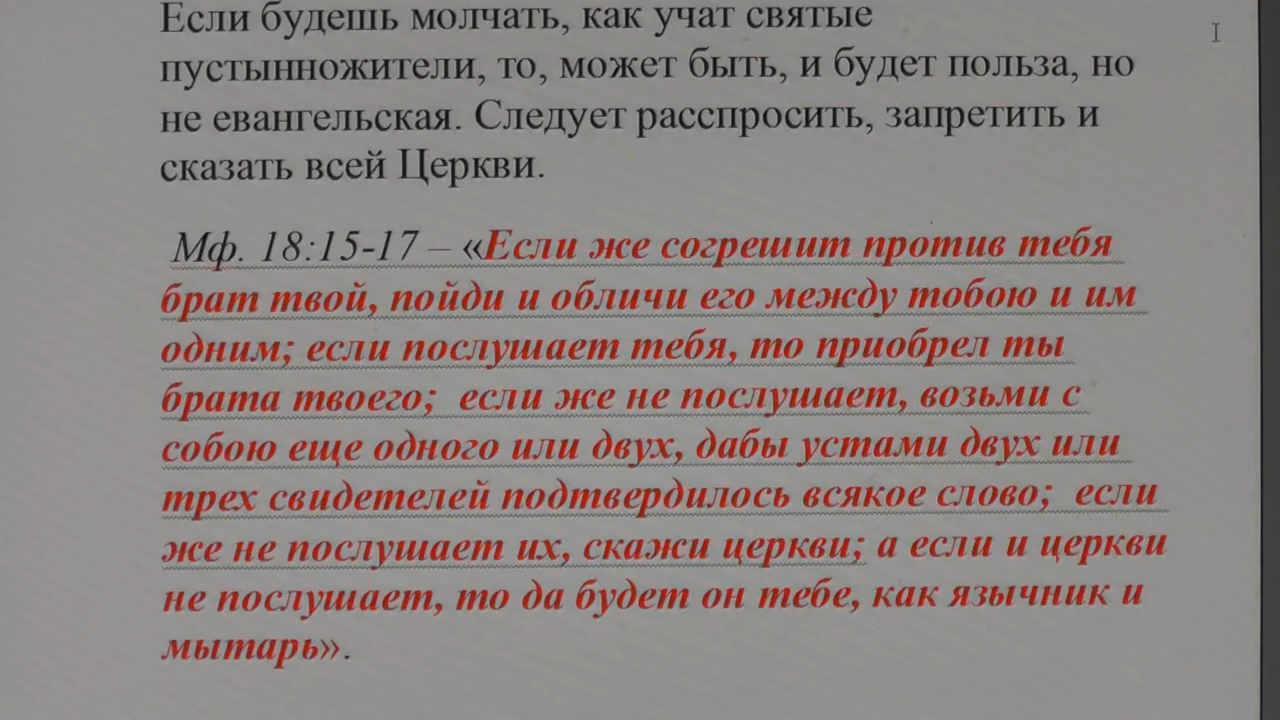 Если будешь молчать, как учат святые
пустынножители, то, может быть, и будет польза, но
не евангельская. Следует расспросить, запретить и
сказать всей Церкви.
Мф. 18:15-17 – «Если же согрешит против тебя
брат твой, пойди и обличи его между тобою и им
одним; если послушает тебя, то приобрел ты
брата твоего; если же не послушает, возьми с
собою еще одного или двух, дабы устами двух или
трех свидетелей подтвердилось всякое слово; если
же не послушает их, скажи церкви; а если и церкви
не послушает, то да будет он тебе, как язычник и
мытарь».